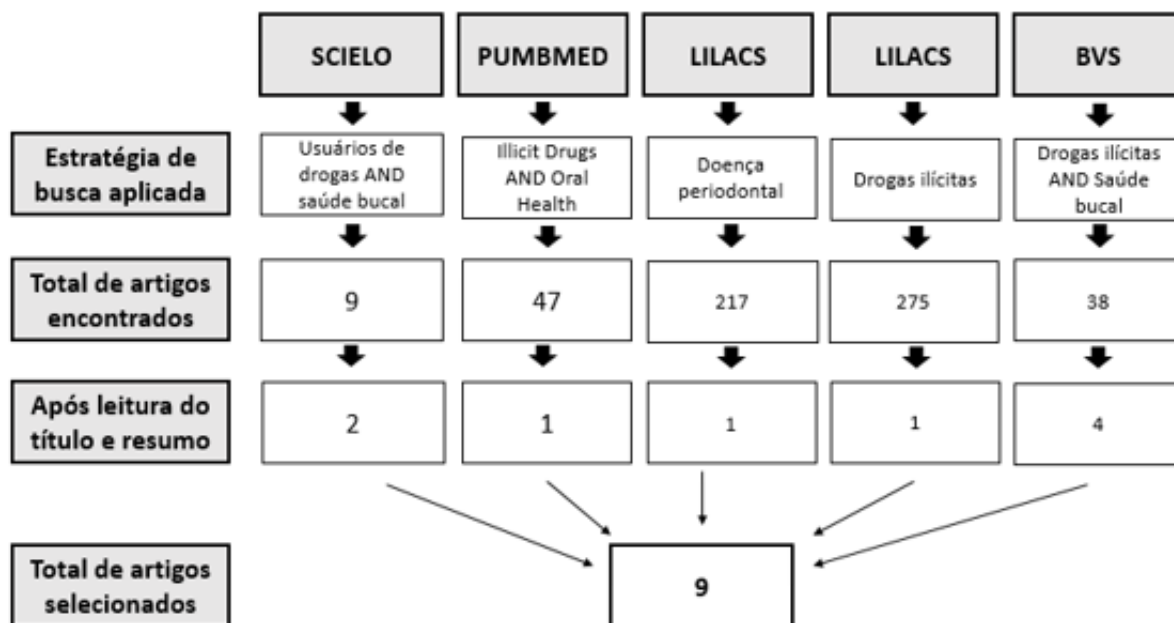 SCIELO
PUMBMED
LILACS
LILACS
BVS
Estratégia de
busca aplicada
Usuários de
drogas AND
saúde bucal
Illicit Drugs
AND Oral
Health
Doença
periodontal
Drogas ilícitas
Drogas ilícitas
AND Saúde
bucal
Total de artigos
encontrados
9
47
217
275
38
Após leitura do
título e resumo
2
1
1
1
4
Total de artigos
selecionados
9